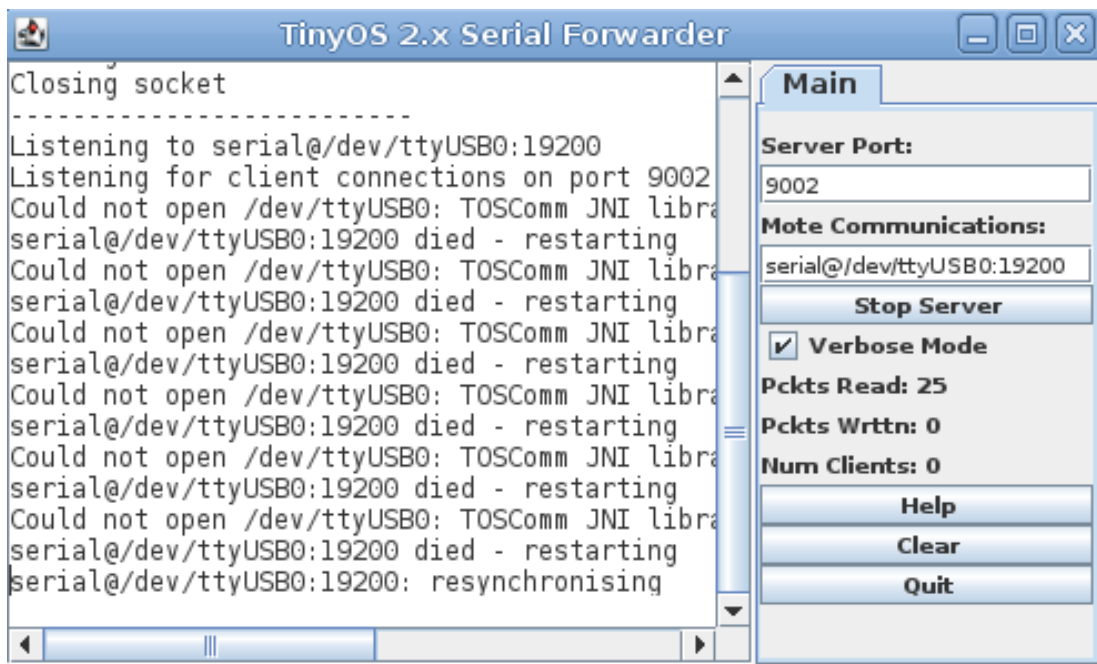 TinyOS 2.x Serial Forwarder
Closing socket
--------------------------
Listening to serial@/dev/ttyUSB0:19200
Listening for client connections on port 9002
Could not open /dev/ttyUSB0: TOSComm JNI libra
serial@/dev/ttyUSB0:19200 died - restarting
Could not open /dev/ttyUSB0: TOSComm JNI libra
serial@/dev/ttyUSB0:19200 died - restarting
Could not open /dev/ttyUSB0: TOSComm JNI libra
serial@/dev/ttyUSB0:19200 died - restarting
Could not open /dev/ttyUSB0: TOSComm JNI libra
serial@/dev/ttyUSB0:19200 died - restarting
Could not open /dev/ttyUSB0: TOSComm JNI libra
serial@/dev/ttyUSB0:19200 died - restarting
Could not open /dev/ttyUSB0: TOSComm JNI libra
serial@/dev/ttyUSB0:19200 died - restarting
serial@/dev/ttyUSB0:19200: resynchronising
Main
Server Port:
9002
Mote Communications:
serial@/dev/ttyUSB0:19200
Stop Server
Verbose Mode
Pckts Read: 25
Pckts Wrttn: 0
Num Clients: 0
Help
Clear
Quit